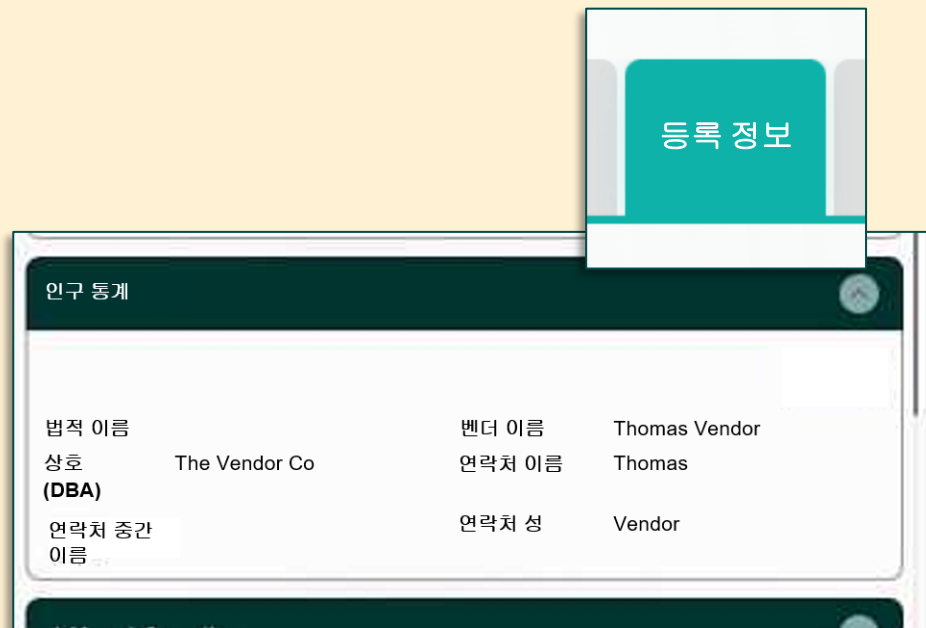 등록 정보
인구 통계
법적 이름
벤더 이름 Thomas Vendor
상호 The Vendor Co
(DBA)
연락처 이름 Thomas
연락처 중간
이름
연락처 성 Vendor